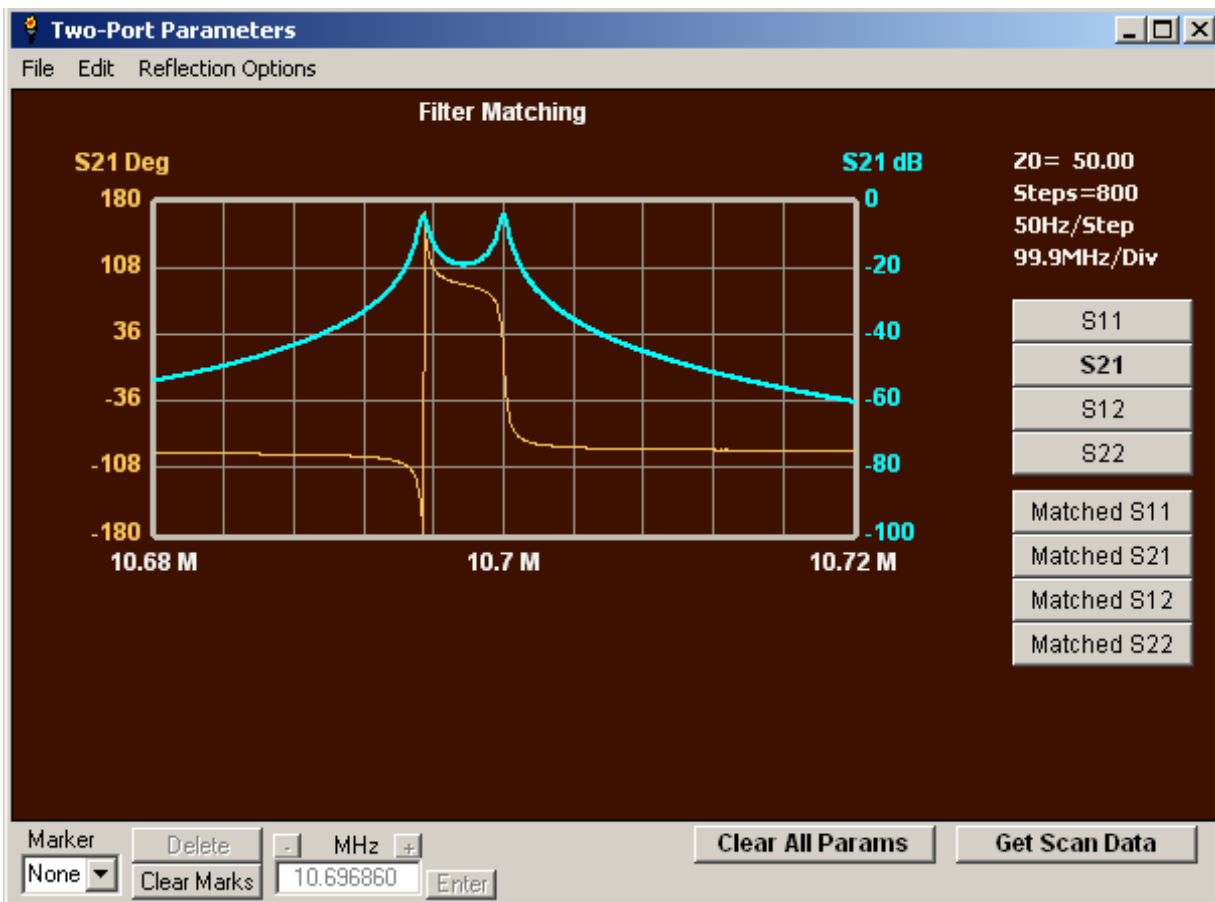 Two-Port Parameters
File Edit Reflection Options
Filter Matching
S21 Deg
S21 dB
180
108
36
-36
-108
-180
0
-20
-40
-60
-80
-100
10.68 M
10.7 M
10.72 M
Z0= 50.00
Steps=800
50Hz/Step
99.9MHz/Div
S11
S21
S12
S22
Matched S11
Matched S21
Matched S12
Matched S22
Marker
None
Delete
Clear Marks
- MHz +
10.696860
Enter
Clear All Params
Get Scan Data